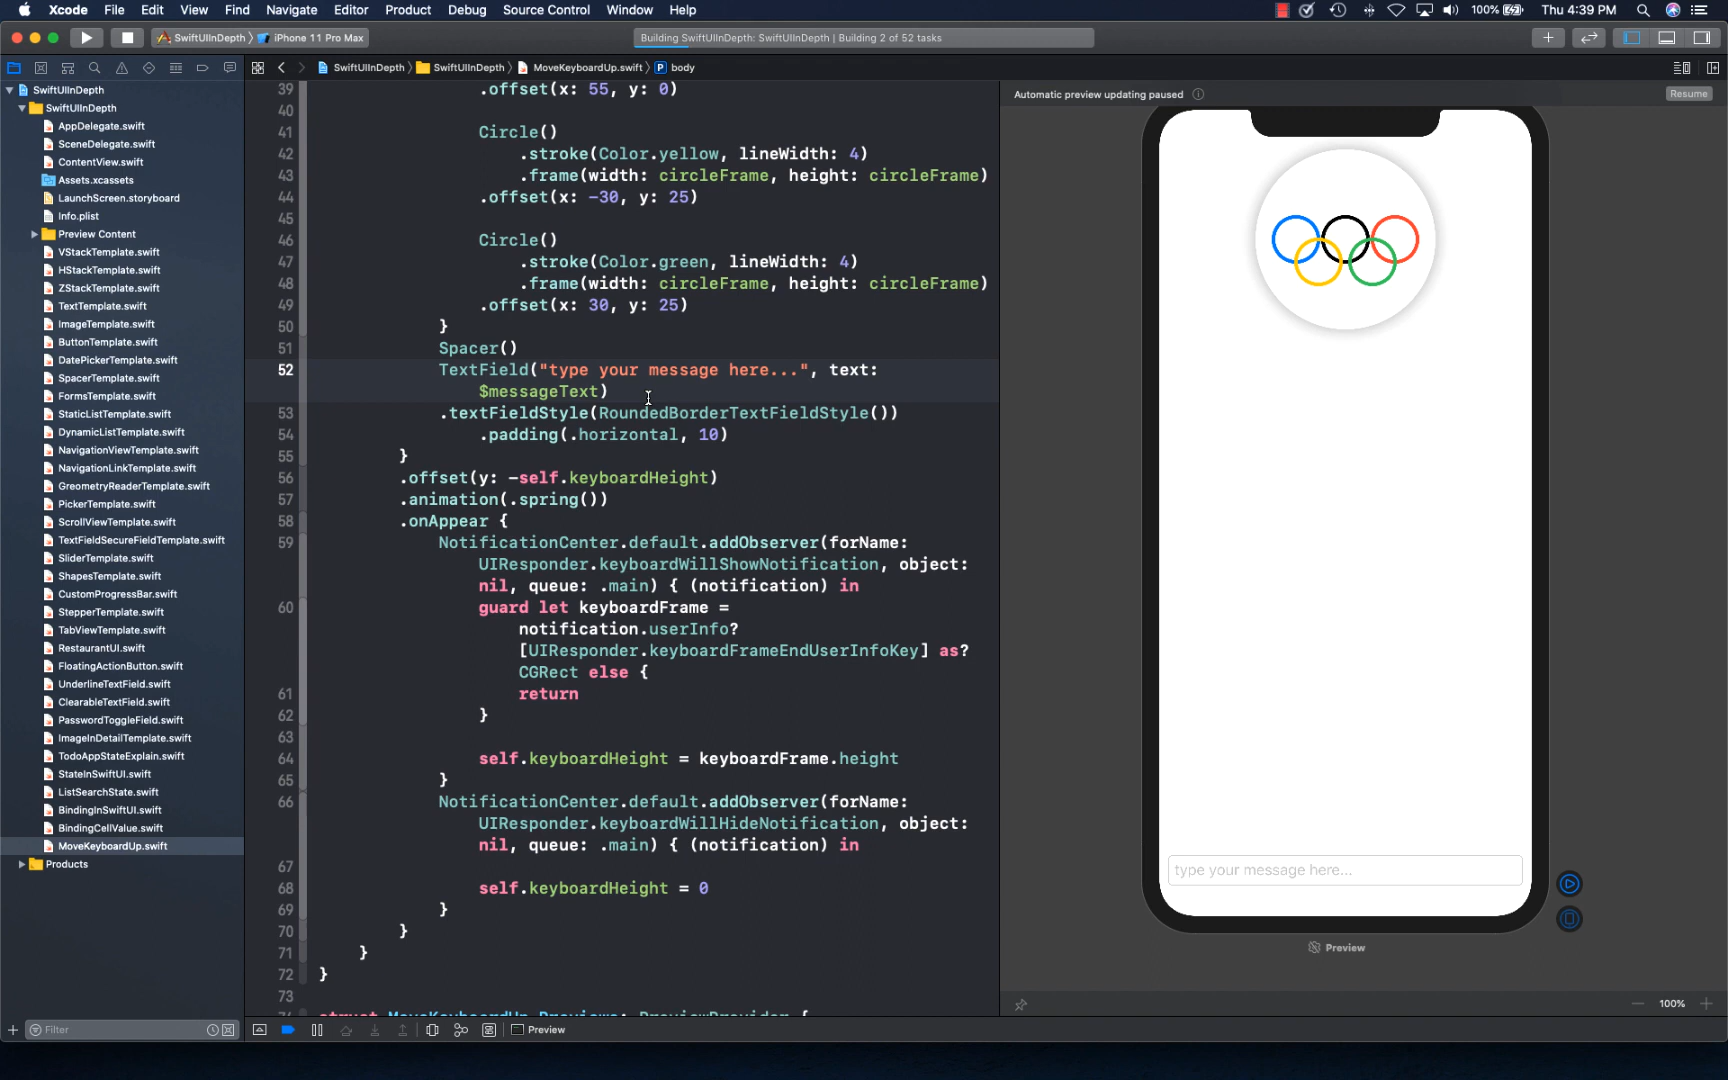 Xcode File Edit View Find Navigate Editor Product Debug Source Control Window Help 100% Thu 4:39 PM
SwiftUIInDepth iPhone 11 Pro Max Building SwiftUIInDepth: SwiftUIInDepth | Building 2 of 52 tasks
SwiftUIInDepth SwiftUIInDepth MoveKeyboardUp.swift P body
SwiftUIInDepth
SwiftUIInDepth
AppDelegate.swift
SceneDelegate.swift
ContentView.swift
Assets.xcassets
LaunchScreen.storyboard
Info.plist
Preview Content
VStackTemplate.swift
HStackTemplate.swift
ZStackTemplate.swift
TextTemplate.swift
ImageTemplate.swift
ButtonTemplate.swift
DatePickerTemplate.swift
SpacerTemplate.swift
FormsTemplate.swift
StaticListTemplate.swift
DynamicListTemplate.swift
NavigationViewTemplate.swift
NavigationLinkTemplate.swift
GreometryReaderTemplate.swift
PickerTemplate.swift
ScrollViewTemplate.swift
TextFieldSecureFieldTemplate.swift
SliderTemplate.swift
ShapesTemplate.swift
CustomProgressBar.swift
StepperTemplate.swift
TabViewTemplate.swift
RestaurantUI.swift
FloatingActionButton.swift
UnderlineTextField.swift
ClearableTextField.swift
PasswordToggleField.swift
ImageInDetailTemplate.swift
TodoAppStateExplain.swift
StateInSwiftUI.swift
ListSearchState.swift
BindingInSwiftUI.swift
BindingCellValue.swift
MoveKeyboardUp.swift
Products
Filter
39 .offset(x: 55, y: 0)
40
41 Circle()
42 .stroke(Color.yellow, lineWidth: 4)
43 .frame(width: circleFrame, height: circleFrame)
44 .offset(x: -30, y: 25)
45
46 Circle()
47 .stroke(Color.green, lineWidth: 4)
48 .frame(width: circleFrame, height: circleFrame)
49 .offset(x: 30, y: 25)
50 }
51 Spacer()
52 TextField("type your message here...", text:
$messageText)
53 .textFieldStyle(RoundedBorderTextFieldStyle())
54 .padding(.horizontal, 10)
55 }
56 .offset(y: -self.keyboardHeight)
57 .animation(.spring())
58 .onAppear {
59 NotificationCenter.default.addObserver(forName:
UIResponder.keyboardWillShowNotification, object:
nil, queue: .main) { (notification) in
60 guard let keyboardFrame =
notification.userInfo?
[UIResponder.keyboardFrameEndUserInfoKey] as?
CGRect else {
61 return
62 }
63
64 self.keyboardHeight = keyboardFrame.height
65 }
66 NotificationCenter.default.addObserver(forName:
UIResponder.keyboardWillHideNotification, object:
nil, queue: .main) { (notification) in
67
68 self.keyboardHeight = 0
69 }
70 }
71 }
72 }
73
struct MoveKeyboardUp_Previews: PreviewProvider {
Preview
Automatic preview updating paused Resume
type your message here...
Preview
100%